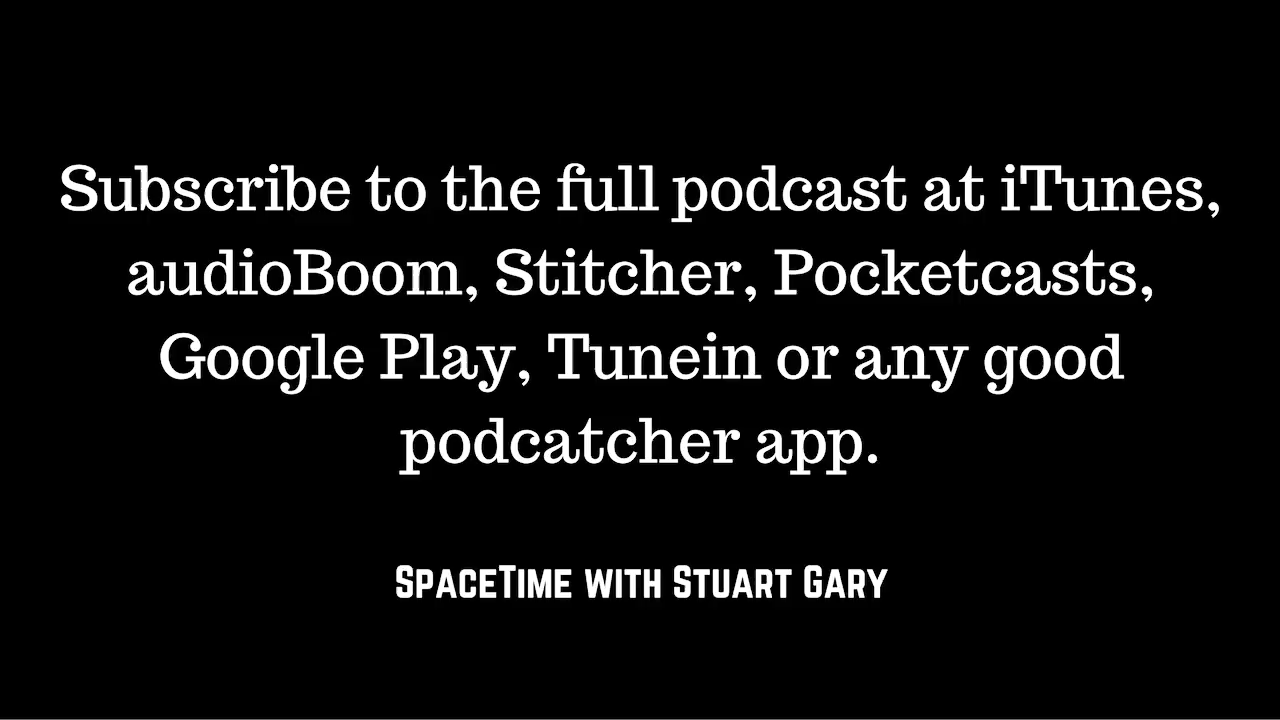 Subscribe to the full podcast at iTunes,
audioBoom, Stitcher, Pocketcasts,
Google Play, Tunein or any good
podcatcher app.
SpaceTime with Stuart Gary